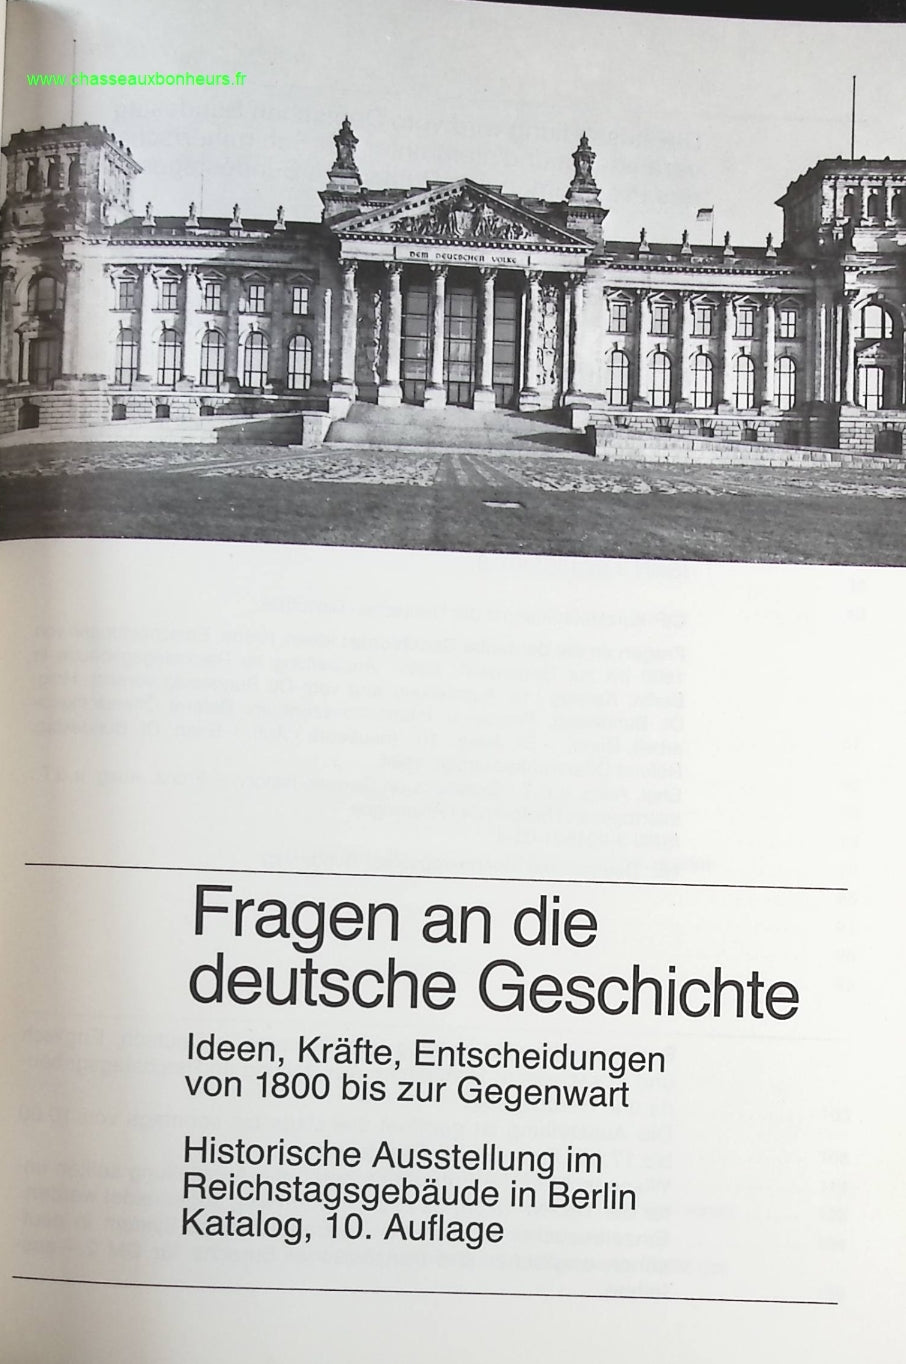 www.chasseauxbonheurs.fr
DEM DEUTSCHEN VOLKE
Fragen an die
deutsche Geschichte
Ideen, Kräfte, Entscheidungen
von 1800 bis zur Gegenwart
Historische Ausstellung im
Reichstagsgebäude in Berlin
Katalog, 10. Auflage